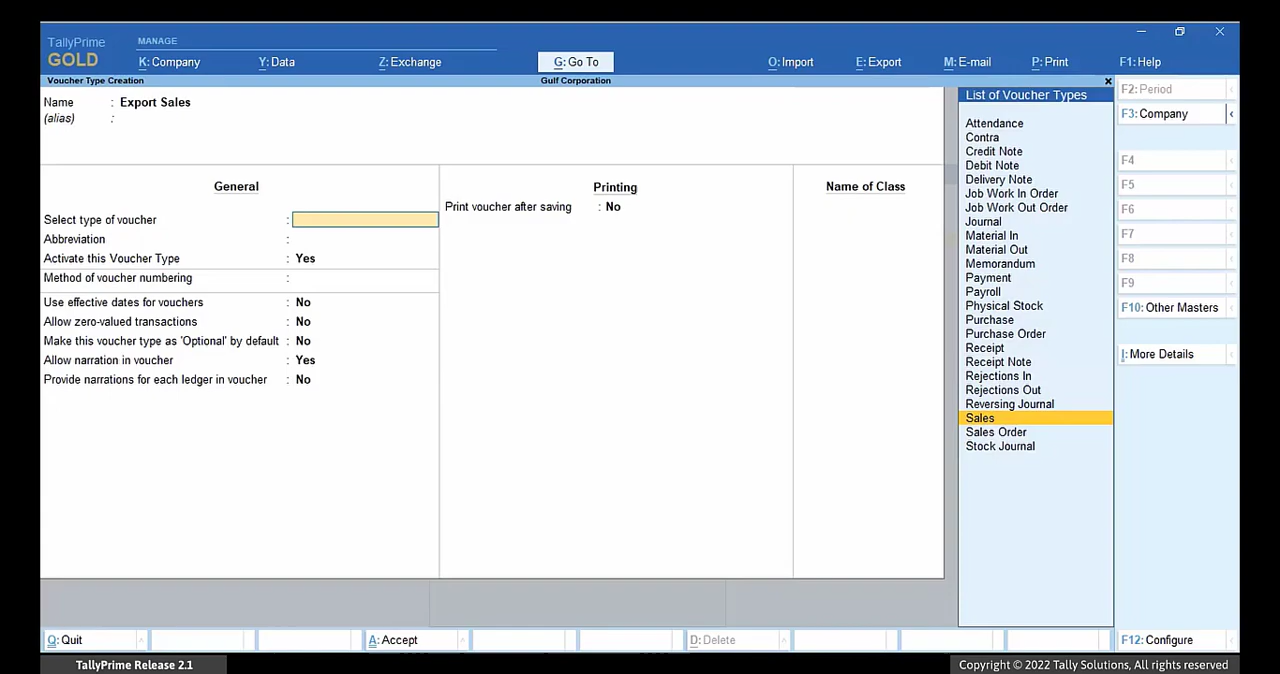 TallyPrime
GOLD
MANAGE
K: Company
Y: Data
Z: Exchange
G: Go To
O: Import
E: Export
M: E-mail
P: Print
F1: Help
Voucher Type Creation
Gulf Corporation
Name : Export Sales
(alias) :
General
Select type of voucher :
Abbreviation :
Activate this Voucher Type : Yes
Method of voucher numbering :
Use effective dates for vouchers : No
Allow zero-valued transactions : No
Make this voucher type as 'Optional' by default : No
Allow narration in voucher : Yes
Provide narrations for each ledger in voucher : No
Printing
Print voucher after saving : No
Name of Class
List of Voucher Types
Attendance
Contra
Credit Note
Debit Note
Delivery Note
Job Work In Order
Job Work Out Order
Journal
Material In
Material Out
Memorandum
Payment
Payroll
Physical Stock
Purchase
Purchase Order
Receipt
Receipt Note
Rejections In
Rejections Out
Reversing Journal
Sales
Sales Order
Stock Journal
F2: Period
F3: Company
F4
F5
F6
F7
F8
F9
F10: Other Masters
I: More Details
Q: Quit
A: Accept
D: Delete
F12: Configure
TallyPrime Release 2.1
Copyright © 2022 Tally Solutions, All rights reserved